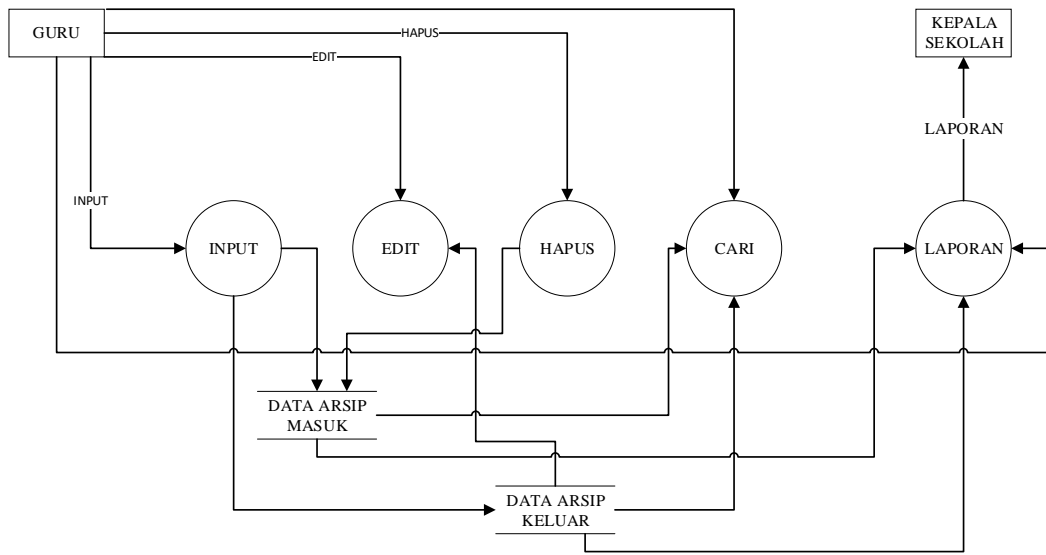 GURU
HAPUS
EDIT
KEPALA
SEKOLAH
LAPORAN
INPUT
INPUT
EDIT
HAPUS
CARI
LAPORAN
DATA ARSIP
MASUK
DATA ARSIP
KELUAR